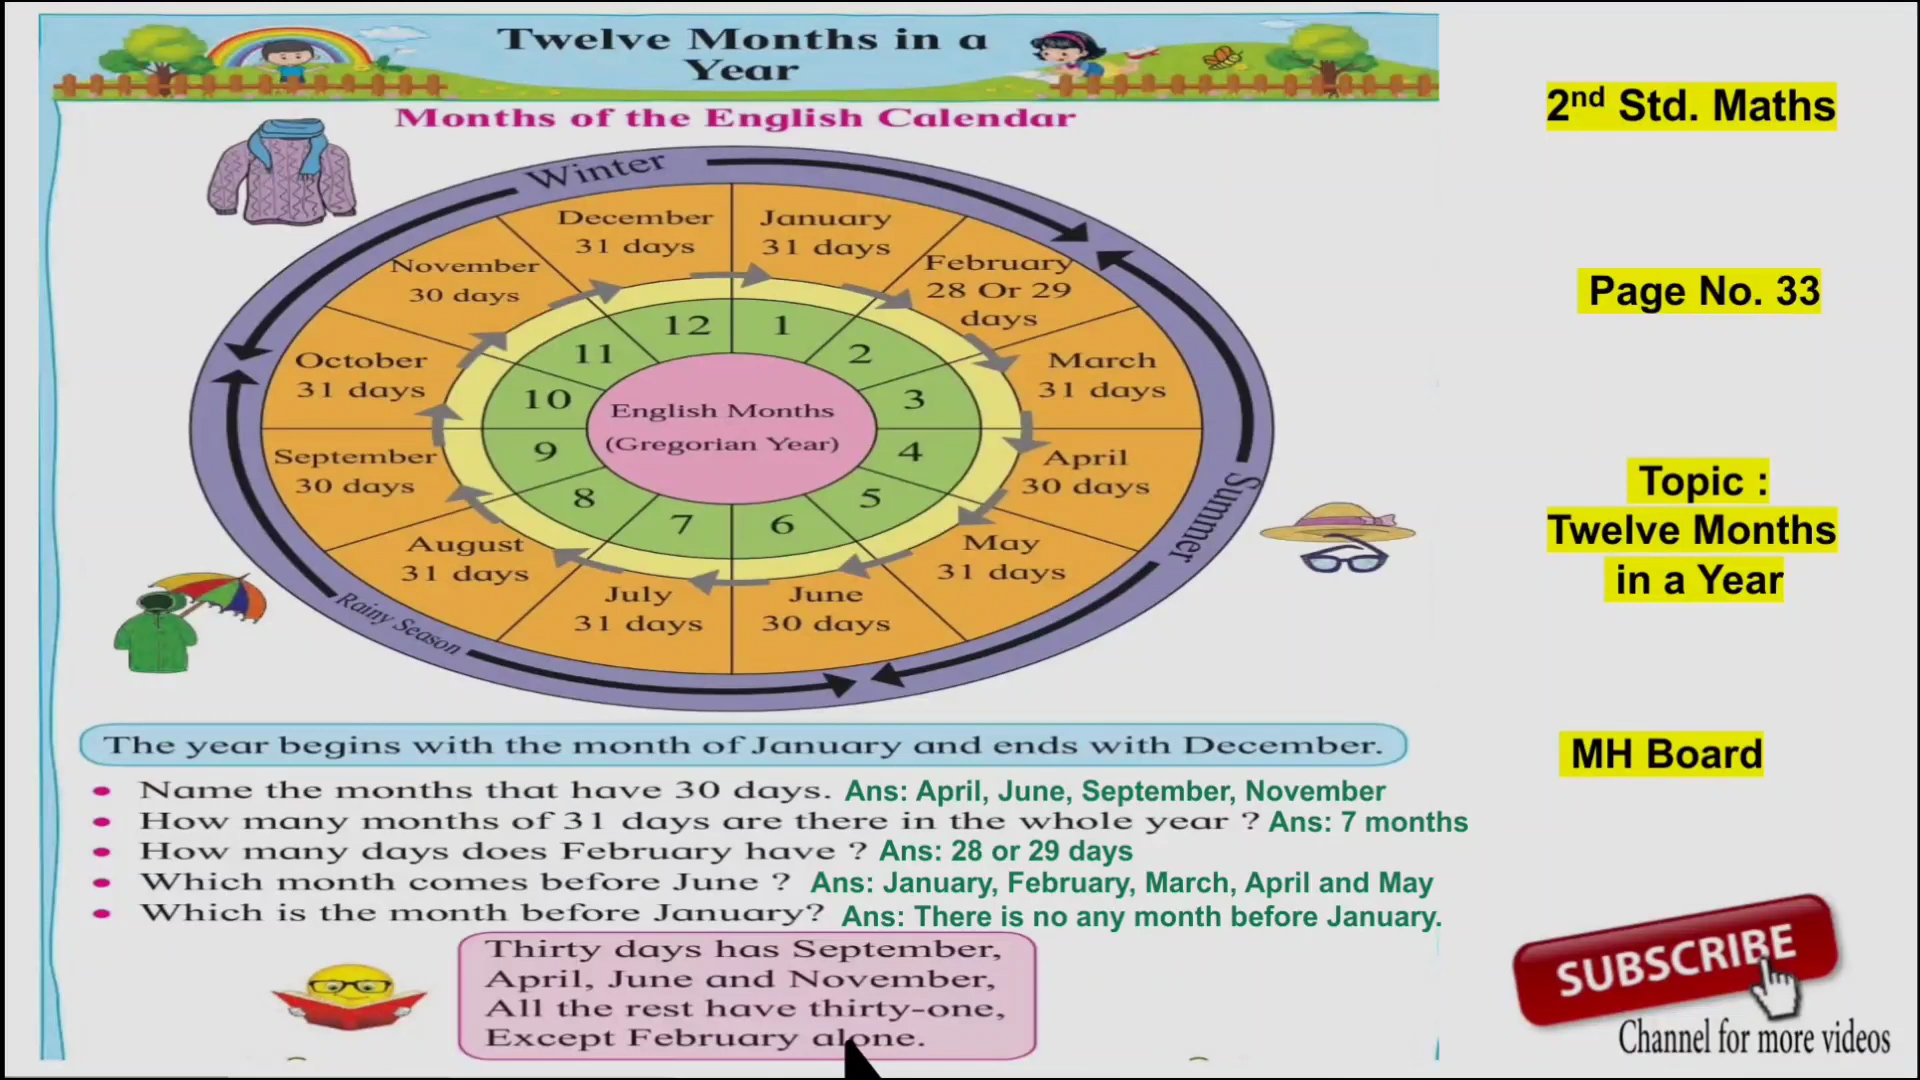 Twelve Months in a
Year
Months of the English Calendar
Winter
December
31 days
January
31 days
November
30 days
February
28 Or 29
days
October
31 days
March
31 days
September
30 days
April
30 days
August
31 days
May
31 days
July
31 days
June
30 days
12
1
11
2
10
3
9
4
8
5
7
6
English Months
(Gregorian Year)
Summer
Rainy Season
The year begins with the month of January and ends with December.
• Name the months that have 30 days. Ans: April, June, September, November
• How many months of 31 days are there in the whole year ? Ans: 7 months
• How many days does February have ? Ans: 28 or 29 days
• Which month comes before June ? Ans: January, February, March, April and May
• Which is the month before January? Ans: There is no any month before January.
Thirty days has September,
April, June and November,
All the rest have thirty-one,
Except February alone.
2nd Std. Maths
Page No. 33
Topic :
Twelve Months
in a Year
MH Board
SUBSCRIBE
Channel for more videos